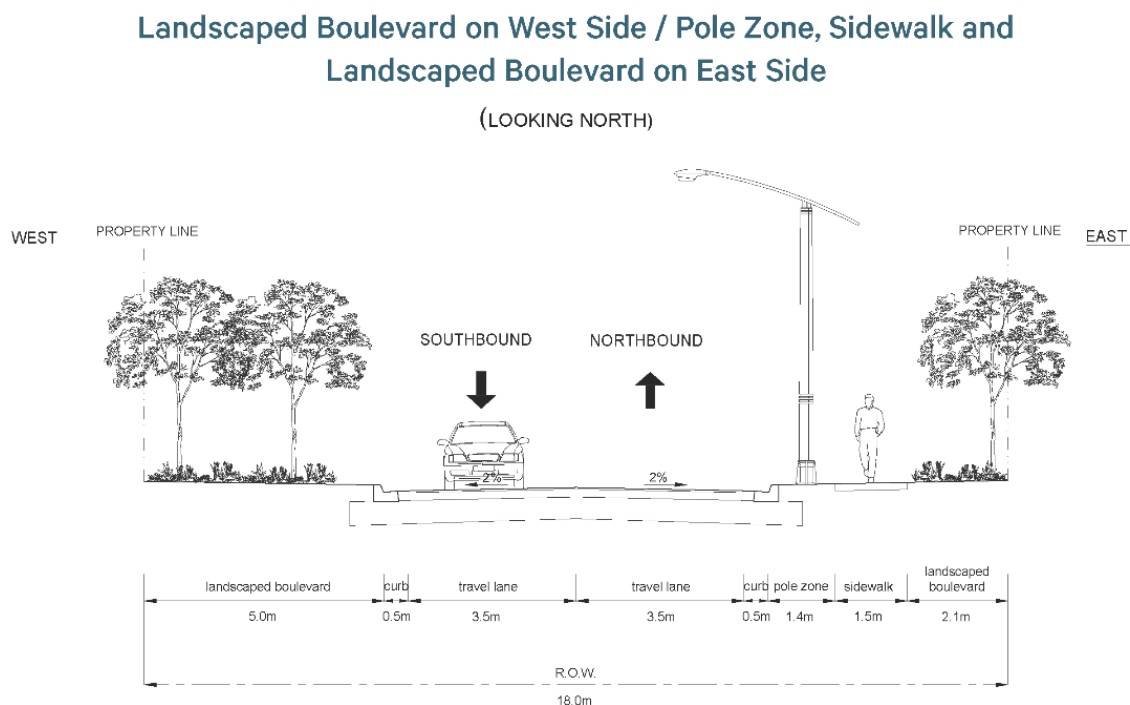 Landscaped Boulevard on West Side / Pole Zone, Sidewalk and
Landscaped Boulevard on East Side
(LOOKING NORTH)
WEST
PROPERTY LINE
PROPERTY LINE
EAST
SOUTHBOUND
NORTHBOUND
2%
2%
landscaped boulevard
curb
travel lane
travel lane
curb
pole zone
sidewalk
landscaped
boulevard
5.0m
0.5m
3.5m
3.5m
0.5m
1.4m
1.5m
2.1m
R.O.W.
18.0m